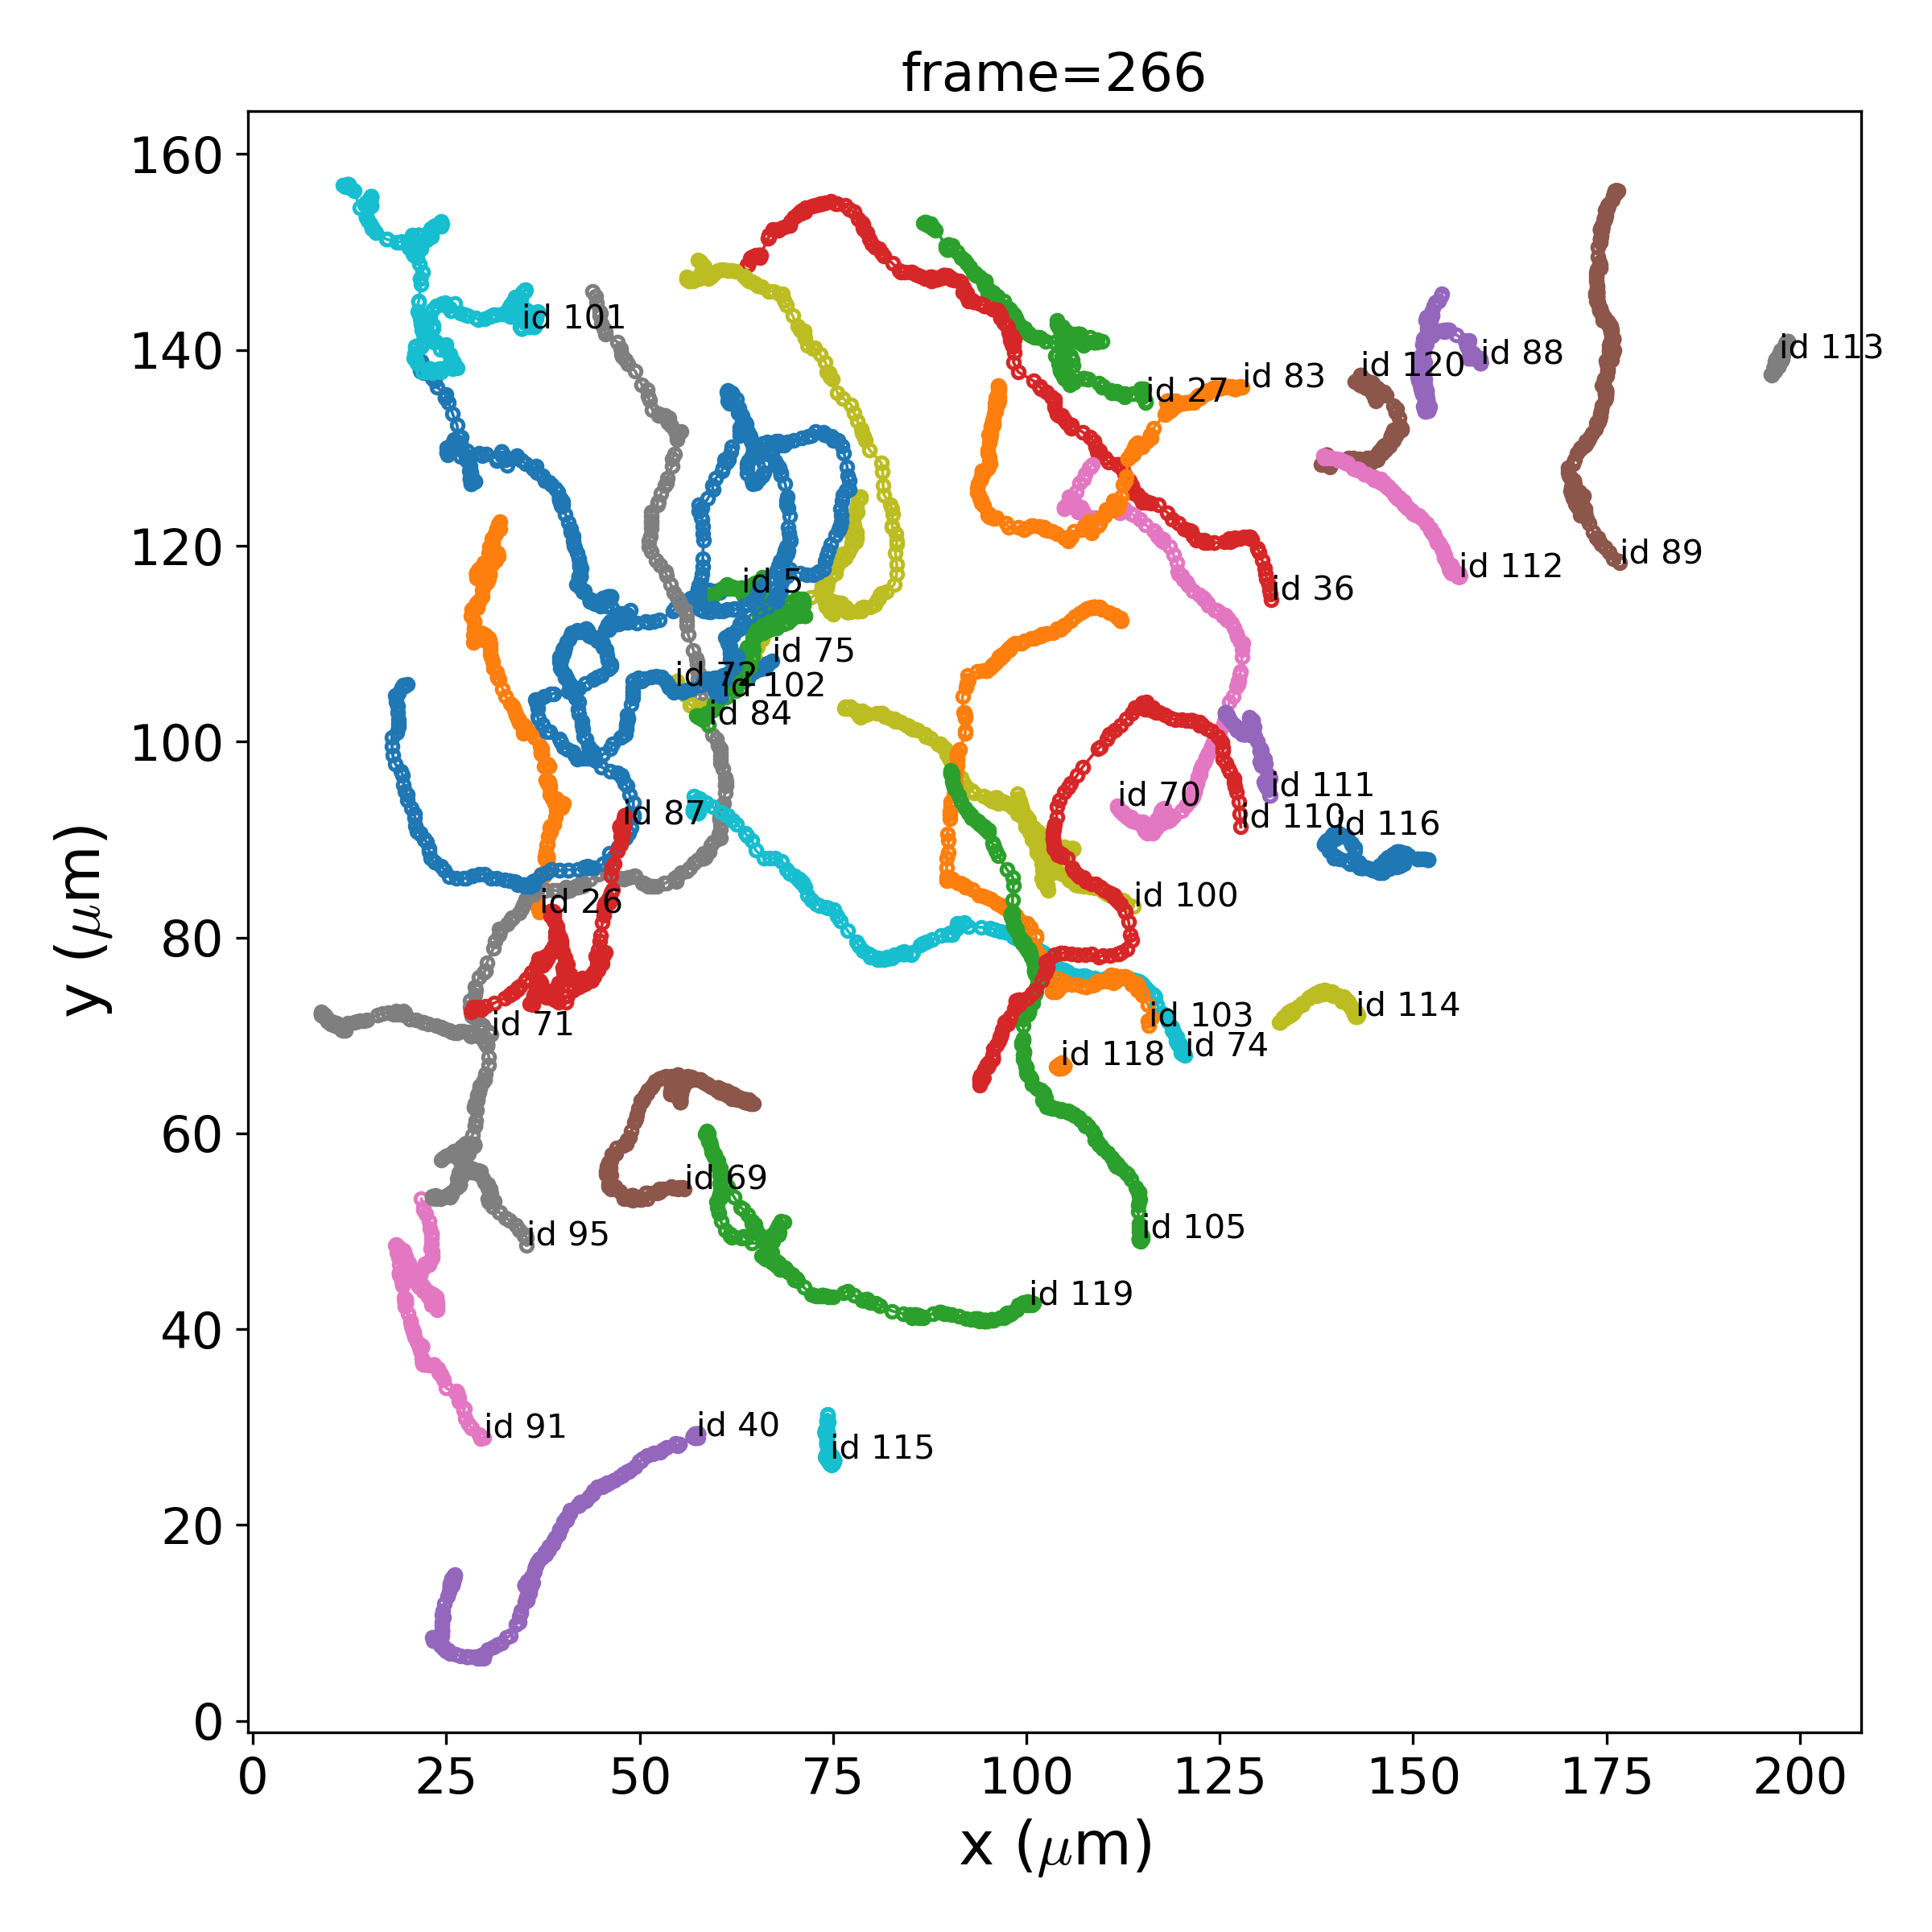 frame=266
160
140
120
100
80
60
40
20
0
y (μm)
id 101
id 113
id 88
id 120
id 83
id 27
id 89
id 112
id 5
id 36
id 75
id 72
id 102
id 84
id 70
id 111
id 87
id 110
id 116
id 26
id 100
id 71
id 103
id 114
id 74
id 118
id 69
id 95
id 105
id 119
id 91
id 40
id 115
0 25 50 75 100 125 150 175 200
x (μm)